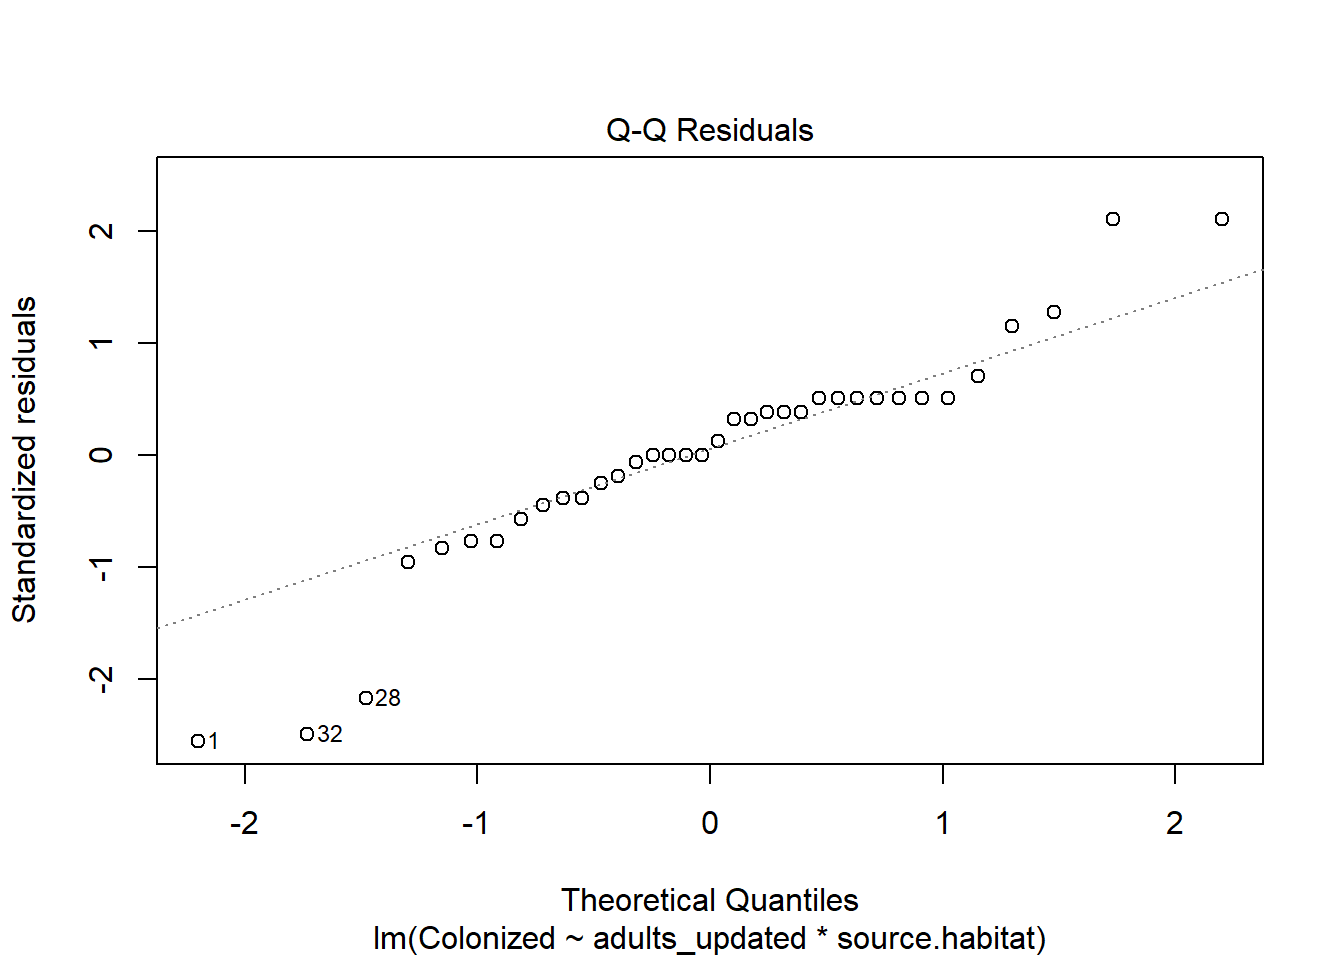 Q-Q Residuals
Standardized residuals
2
1
0
-1
-2
28
32
1
-2 -1 0 1 2
Theoretical Quantiles
lm(Colonized ~ adults_updated * source.habitat)